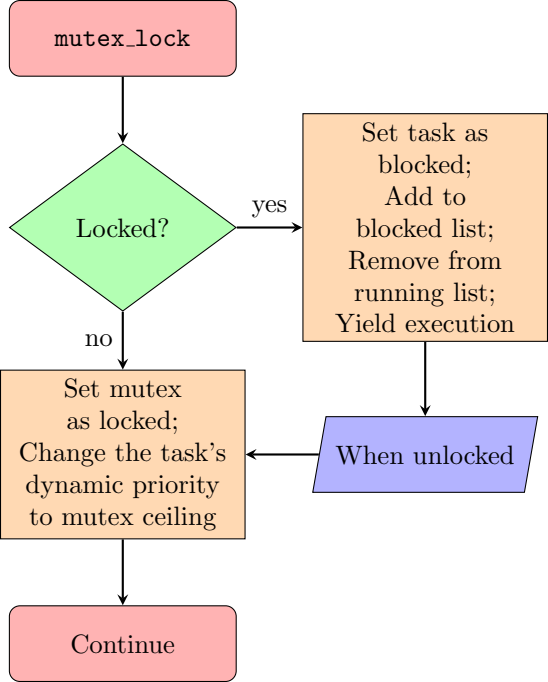 mutex_lock
Locked?
yes
Set task as
blocked;
Add to
blocked list;
Remove from
running list;
Yield execution
no
Set mutex
as locked;
Change the task's
dynamic priority
to mutex ceiling
When unlocked
Continue